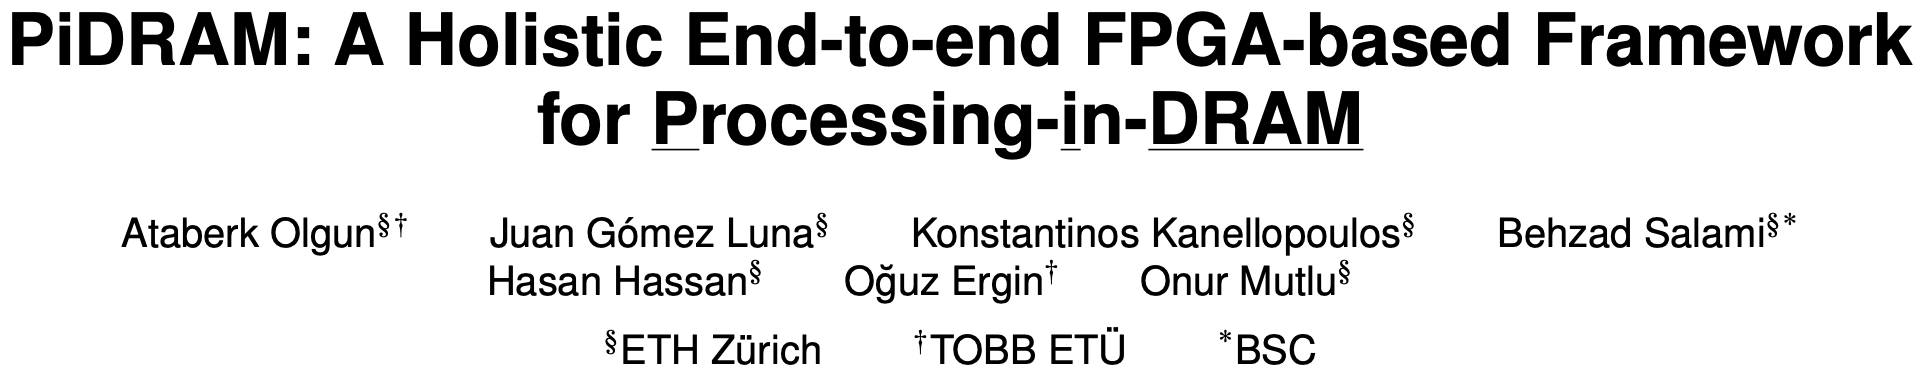 PiDRAM: A Holistic End-to-end FPGA-based Framework
for Processing-in-DRAM
Ataberk Olgun§† Juan Gómez Luna§ Konstantinos Kanellopoulos§ Behzad Salami§*
Hasan Hassan§ Oğuz Ergin† Onur Mutlu§
§ETH Zürich †TOBB ETÜ *BSC